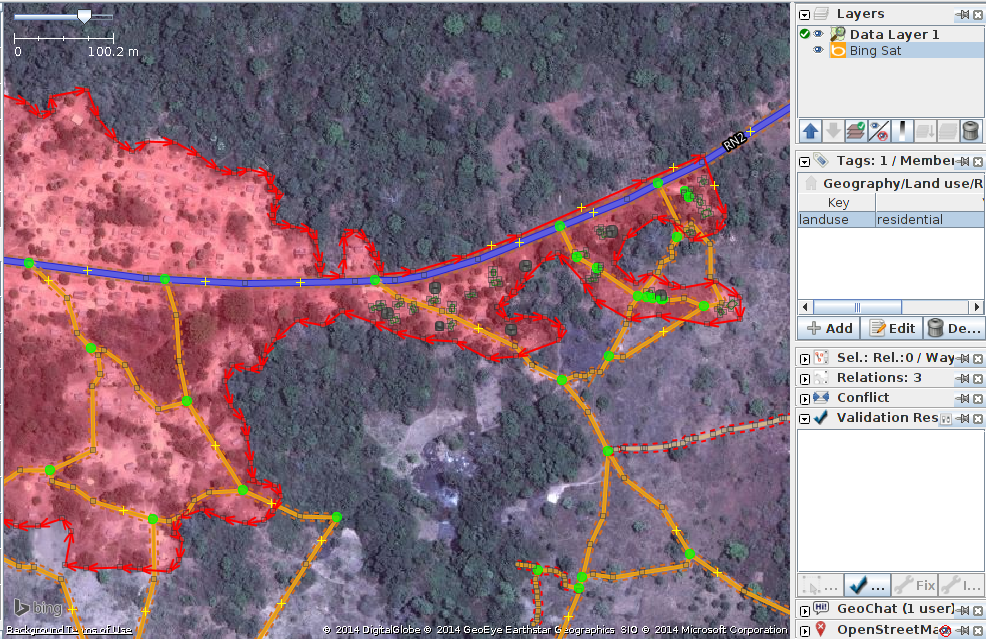 0 100.2 m
RN2
bing
Background Terms of Use
© 2014 DigitalGlobe © 2014 GeoEye Earthstar Geographics SIO © 2014 Microsoft Corporation
Layers
Data Layer 1
Bing Sat
Tags: 1 / Member
Geography/Land use/R
Key
landuse residential
Add Edit De...
Sel.: Rel.:0 / Way
Relations: 3
Conflict
Validation Res
... ... Fix I...
Hi!
GeoChat (1 user)
OpenStreetMa